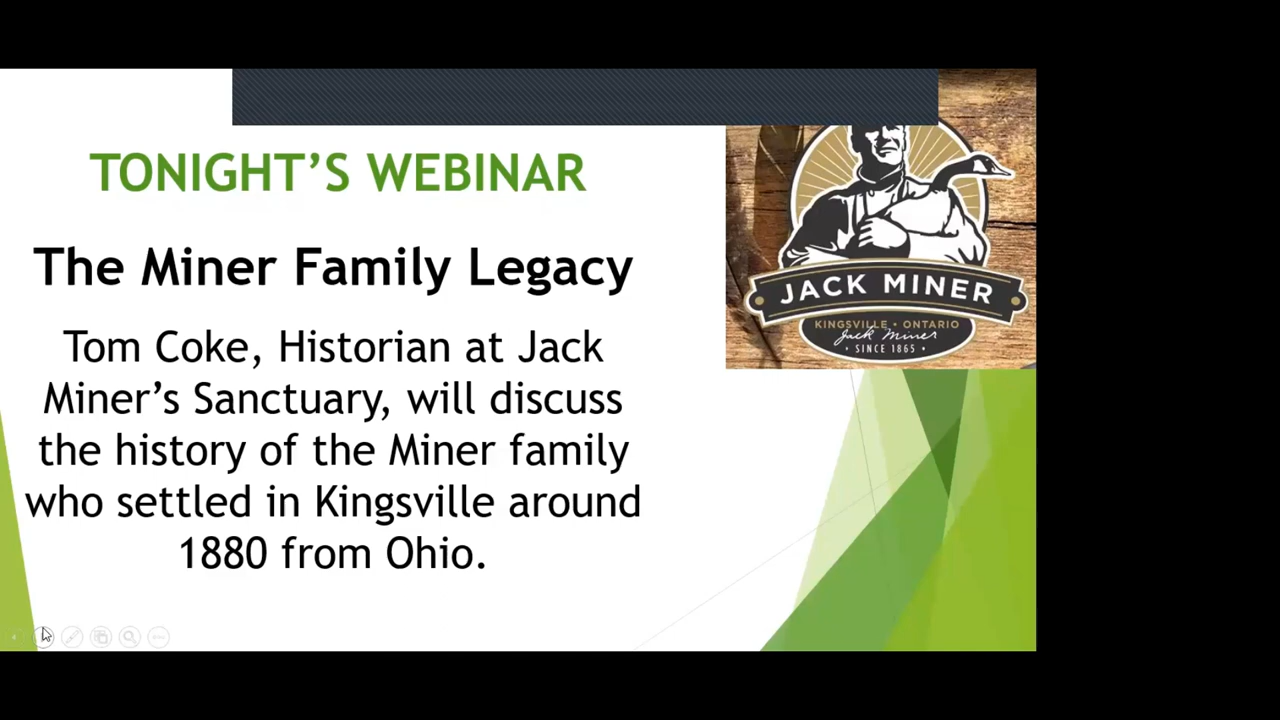 TONIGHT’S WEBINAR
The Miner Family Legacy
Tom Coke, Historian at Jack
Miner’s Sanctuary, will discuss
the history of the Miner family
who settled in Kingsville around
1880 from Ohio.
JACK MINER
KINGSVILLE • ONTARIO
Jack Miner
• SINCE 1865 •